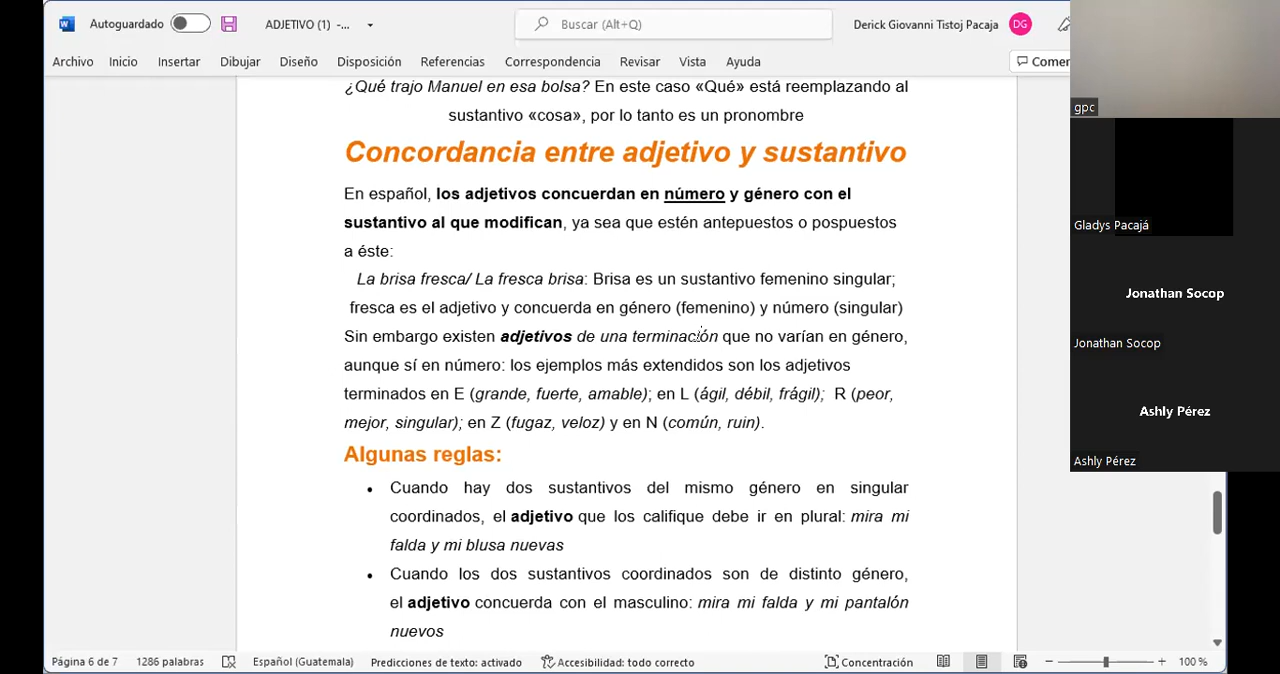 Autoguardado
ADJETIVO (1) -...
Buscar (Alt+Q)
Derick Giovanni Tistoj Pacaja
DG
Archivo Inicio Insertar Dibujar Diseño Disposición Referencias Correspondencia Revisar Vista Ayuda
Comen
¿Qué trajo Manuel en esa bolsa? En este caso «Qué» está reemplazando al
sustantivo «cosa», por lo tanto es un pronombre
Concordancia entre adjetivo y sustantivo
En español, los adjetivos concuerdan en número y género con el
sustantivo al que modifican, ya sea que estén antepuestos o pospuestos
a éste:
La brisa fresca/ La fresca brisa: Brisa es un sustantivo femenino singular;
fresca es el adjetivo y concuerda en género (femenino) y número (singular)
Sin embargo existen adjetivos de una terminación que no varían en género,
aunque sí en número: los ejemplos más extendidos son los adjetivos
terminados en E (grande, fuerte, amable); en L (ágil, débil, frágil); R (peor,
mejor, singular); en Z (fugaz, veloz) y en N (común, ruin).
Algunas reglas:
• Cuando hay dos sustantivos del mismo género en singular
coordinados, el adjetivo que los califique debe ir en plural: mira mi
falda y mi blusa nuevas
• Cuando los dos sustantivos coordinados son de distinto género,
el adjetivo concuerda con el masculino: mira mi falda y mi pantalón
nuevos
gpc
Gladys Pacajá
Jonathan Socop
Jonathan Socop
Ashly Pérez
Ashly Pérez
Página 6 de 7 1286 palabras Español (Guatemala) Predicciones de texto: activado Accesibilidad: todo correcto Concentración 100 %